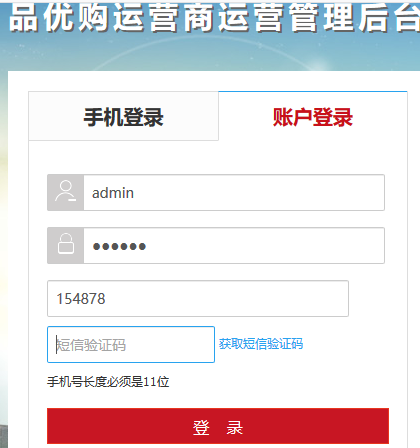 品优购运营商运营管理后台
手机登录 账户登录
admin
••••••
154878
短信验证码 获取短信验证码
手机号长度必须是11位
登 录